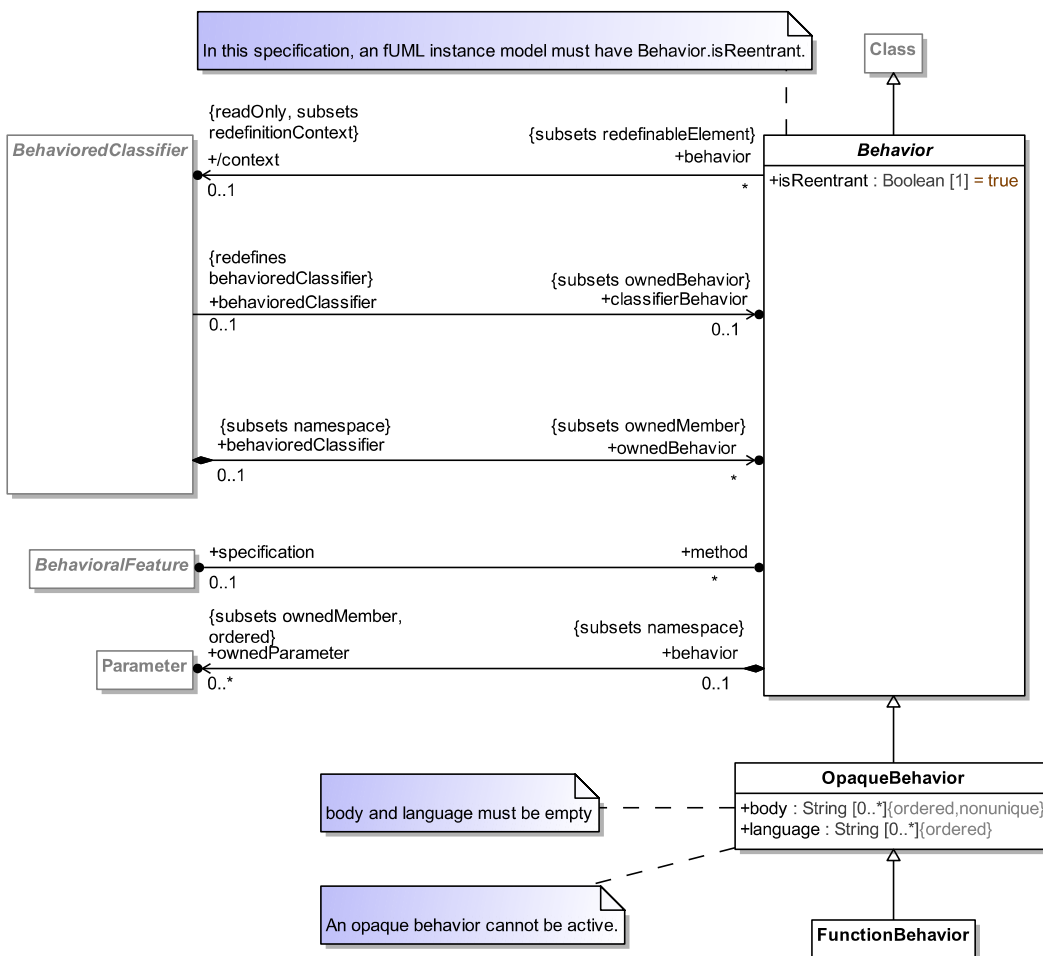 In this specification, an fUML instance model must have Behavior.isReentrant.
Class
{readOnly, subsets
redefinitionContext}
+/context
0..1
{subsets redefinableElement}
+behavior
*
BehavioredClassifier
Behavior
+isReentrant : Boolean [1] = true
{redefines
behavioredClassifier}
+behavioredClassifier
0..1
{subsets ownedBehavior}
+classifierBehavior
0..1
{subsets namespace}
+behavioredClassifier
0..1
{subsets ownedMember}
+ownedBehavior
*
BehavioralFeature
+specification
0..1
+method
*
{subsets ownedMember,
ordered}
+ownedParameter
0..*
{subsets namespace}
+behavior
0..1
Parameter
OpaqueBehavior
+body : String [0..*]{ordered,nonunique}
+language : String [0..*]{ordered}
body and language must be empty
An opaque behavior cannot be active.
FunctionBehavior